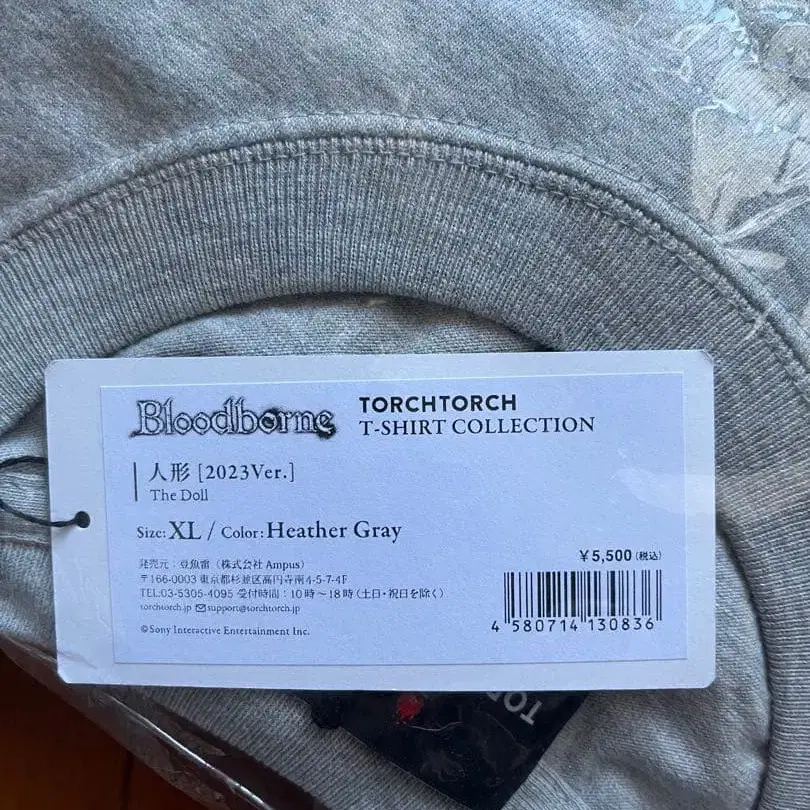 Bloodborne
TORCHTORCH
T-SHIRT COLLECTION
人形 [2023Ver.]
The Doll
Size: XL / Color: Heather Gray
¥5,500 (税込)
発売元：豆魚雷（株式会社 Ampus）
〒166-0003 東京都杉並区高円寺南4-5-7-4F
TEL:03-5305-4095 受付時間：10時〜18時（土日・祝日を除く）
torchtorch.jp support@torchtorch.jp
©Sony Interactive Entertainment Inc.
4 580714 130836
TOR